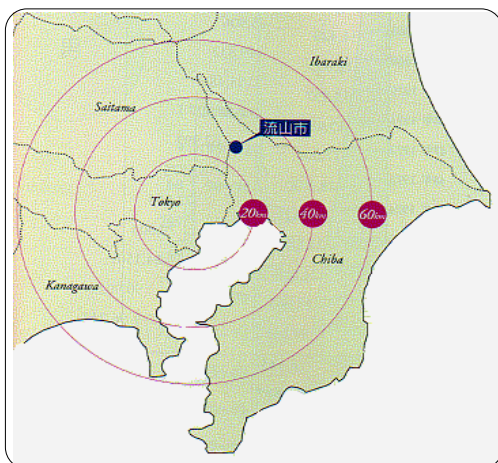 Ibaraki
Saitama
流山市
Tokyo
20km
40km
60km
Chiba
Kanagawa